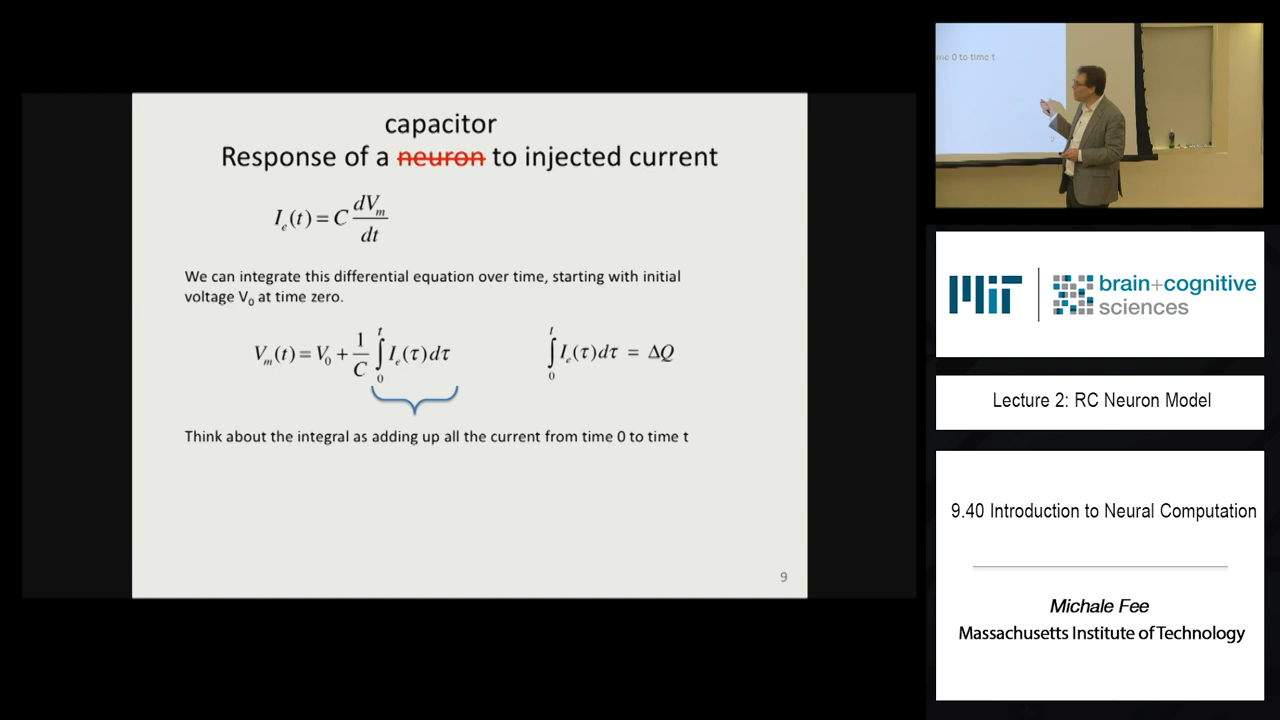 capacitor
Response of a neuron to injected current
I_e(t) = C dV_m/dt
We can integrate this differential equation over time, starting with initial
voltage V_0 at time zero.
V_m(t) = V_0 + 1/C ∫_0^t I_e(τ)dτ
∫_0^t I_e(τ)dτ = ΔQ
Think about the integral as adding up all the current from time 0 to time t
9
me 0 to time t
MIT
brain+cognitive
sciences
Lecture 2: RC Neuron Model
9.40 Introduction to Neural Computation
Michale Fee
Massachusetts Institute of Technology